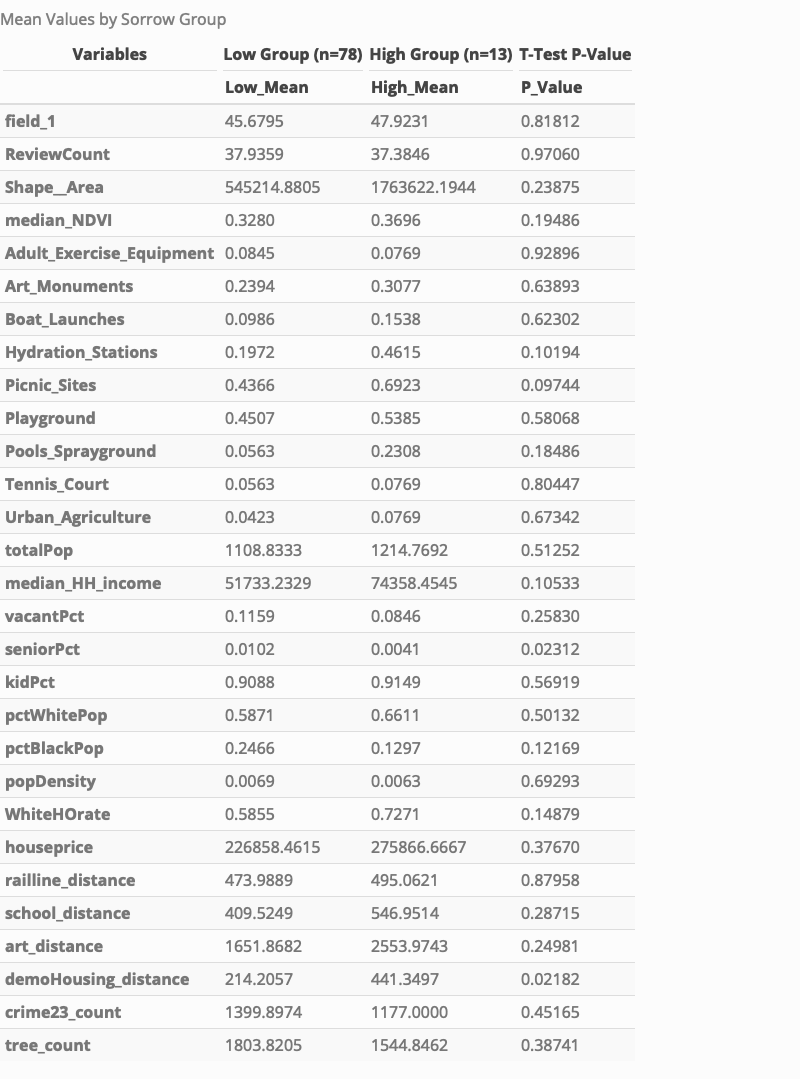 Mean Values by Sorrow Group
Variables Low Group (n=78) High Group (n=13) T-Test P-Value
Low_Mean High_Mean P_Value
field_1 45.6795 47.9231 0.81812
ReviewCount 37.9359 37.3846 0.97060
Shape__Area 545214.8805 1763622.1944 0.23875
median_NDVI 0.3280 0.3696 0.19486
Adult_Exercise_Equipment 0.0845 0.0769 0.92896
Art_Monuments 0.2394 0.3077 0.63893
Boat_Launches 0.0986 0.1538 0.62302
Hydration_Stations 0.1972 0.4615 0.10194
Picnic_Sites 0.4366 0.6923 0.09744
Playground 0.4507 0.5385 0.58068
Pools_Sprayground 0.0563 0.2308 0.18486
Tennis_Court 0.0563 0.0769 0.80447
Urban_Agriculture 0.0423 0.0769 0.67342
totalPop 1108.8333 1214.7692 0.51252
median_HH_income 51733.2329 74358.4545 0.10533
vacantPct 0.1159 0.0846 0.25830
seniorPct 0.0102 0.0041 0.02312
kidPct 0.9088 0.9149 0.56919
pctWhitePop 0.5871 0.6611 0.50132
pctBlackPop 0.2466 0.1297 0.12169
popDensity 0.0069 0.0063 0.69293
WhiteHOrate 0.5855 0.7271 0.14879
houseprice 226858.4615 275866.6667 0.37670
railline_distance 473.9889 495.0621 0.87958
school_distance 409.5249 546.9514 0.28715
art_distance 1651.8682 2553.9743 0.24981
demoHousing_distance 214.2057 441.3497 0.02182
crime23_count 1399.8974 1177.0000 0.45165
tree_count 1803.8205 1544.8462 0.38741